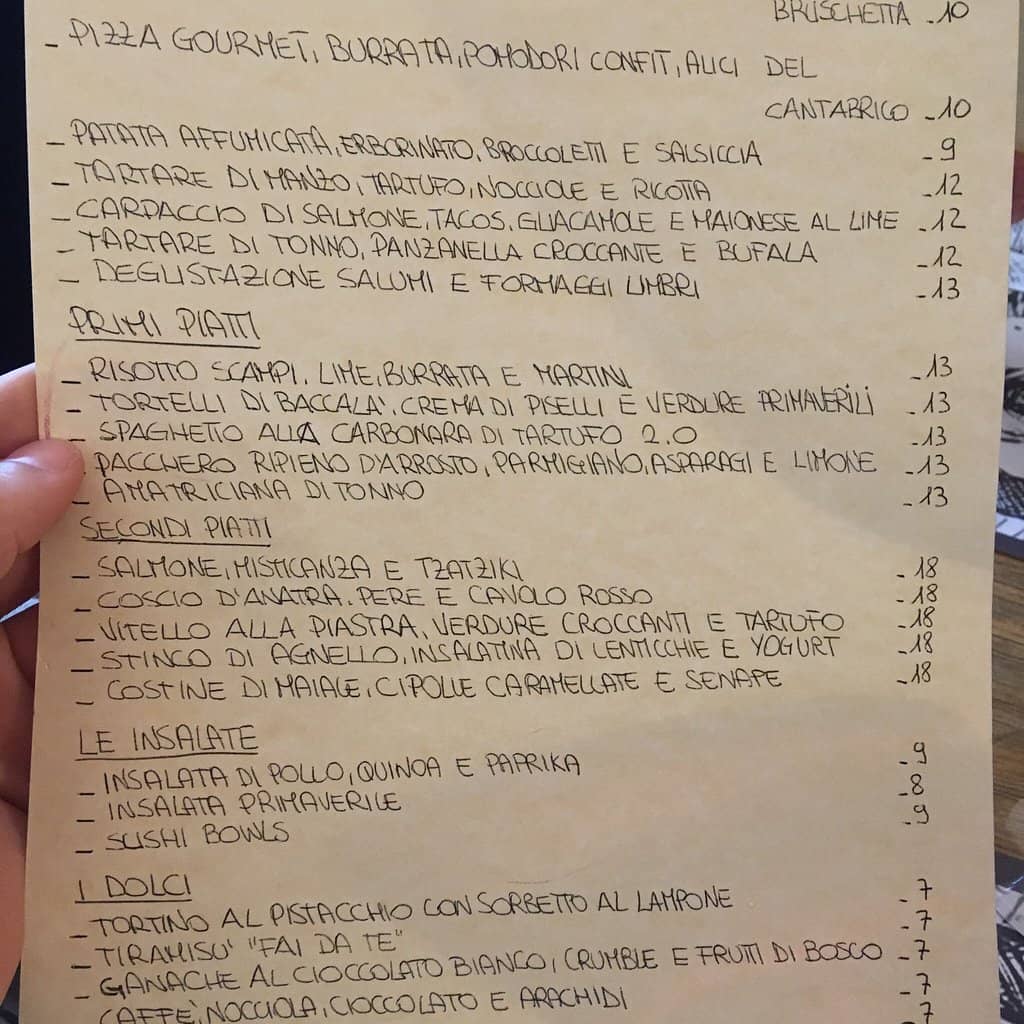 BRUSCHETTA - 10
- PIZZA GOURMET, BURRATA, POMODORI CONFIT, ALICI DEL
CANTABRICO - 10
- PATATA AFFUMICATA, ERBORINATO, BROCCOLETTI E SALSICCIA - 9
- TARTARE DI MANZO, TARTUFO, NOCCIOLE E RICOTTA - 12
- CARPACCIO DI SALMONE, TACOS, GUACAMOLE E MAIONESE AL LIME - 12
- TARTARE DI TONNO, PANZANELLA CROCCANTE E BUFALA - 12
- DEGUSTAZIONE SALUMI E FORMAGGI UMBRI - 13
PRIMI PIATTI
- RISOTTO SCAMPI, LIME, BURRATA E MARTINI - 13
- TORTELLI DI BACCALA', CREMA DI PISELLI E VERDURE PRIMAVERILI - 13
- SPAGHETTO ALLA CARBONARA DI TARTUFO 2.0 - 13
- PACCHERO RIPIENO D'ARROSTO, PARMIGIANO, ASPARAGI E LIMONE - 13
- AMATRICIANA DI TONNO - 13
SECONDI PIATTI
- SALMONE, MISTICANZA E TZATZIKI - 18
- COSCIO D'ANATRA, PERE E CAVOLO ROSSO - 18
- VITELLO ALLA PIASTRA, VERDURE CROCCANTI E TARTUFO - 18
- STINCO DI AGNELLO, INSALATINA DI LENTICCHIE E YOGURT - 18
- COSTINE DI MAIALE, CIPOLLE CARAMELLATE E SENAPE - 18
LE INSALATE
- INSALATA DI POLLO, QUINOA E PAPRIKA - 9
- INSALATA PRIMAVERILE - 8
- SUSHI BOWLS - 9
I DOLCI
- TORTINO AL PISTACCHIO CON SORBETTO AL LAMPONE - 7
- TIRAMISU' "FAI DA TE" - 7
- GANACHE AL CIOCCOLATO BIANCO, CRUMBLE E FRUTTI DI BOSCO - 7
- CAFFÈ, NOCCIOLA, CIOCCOLATO E ARACHIDI - 7
- 7